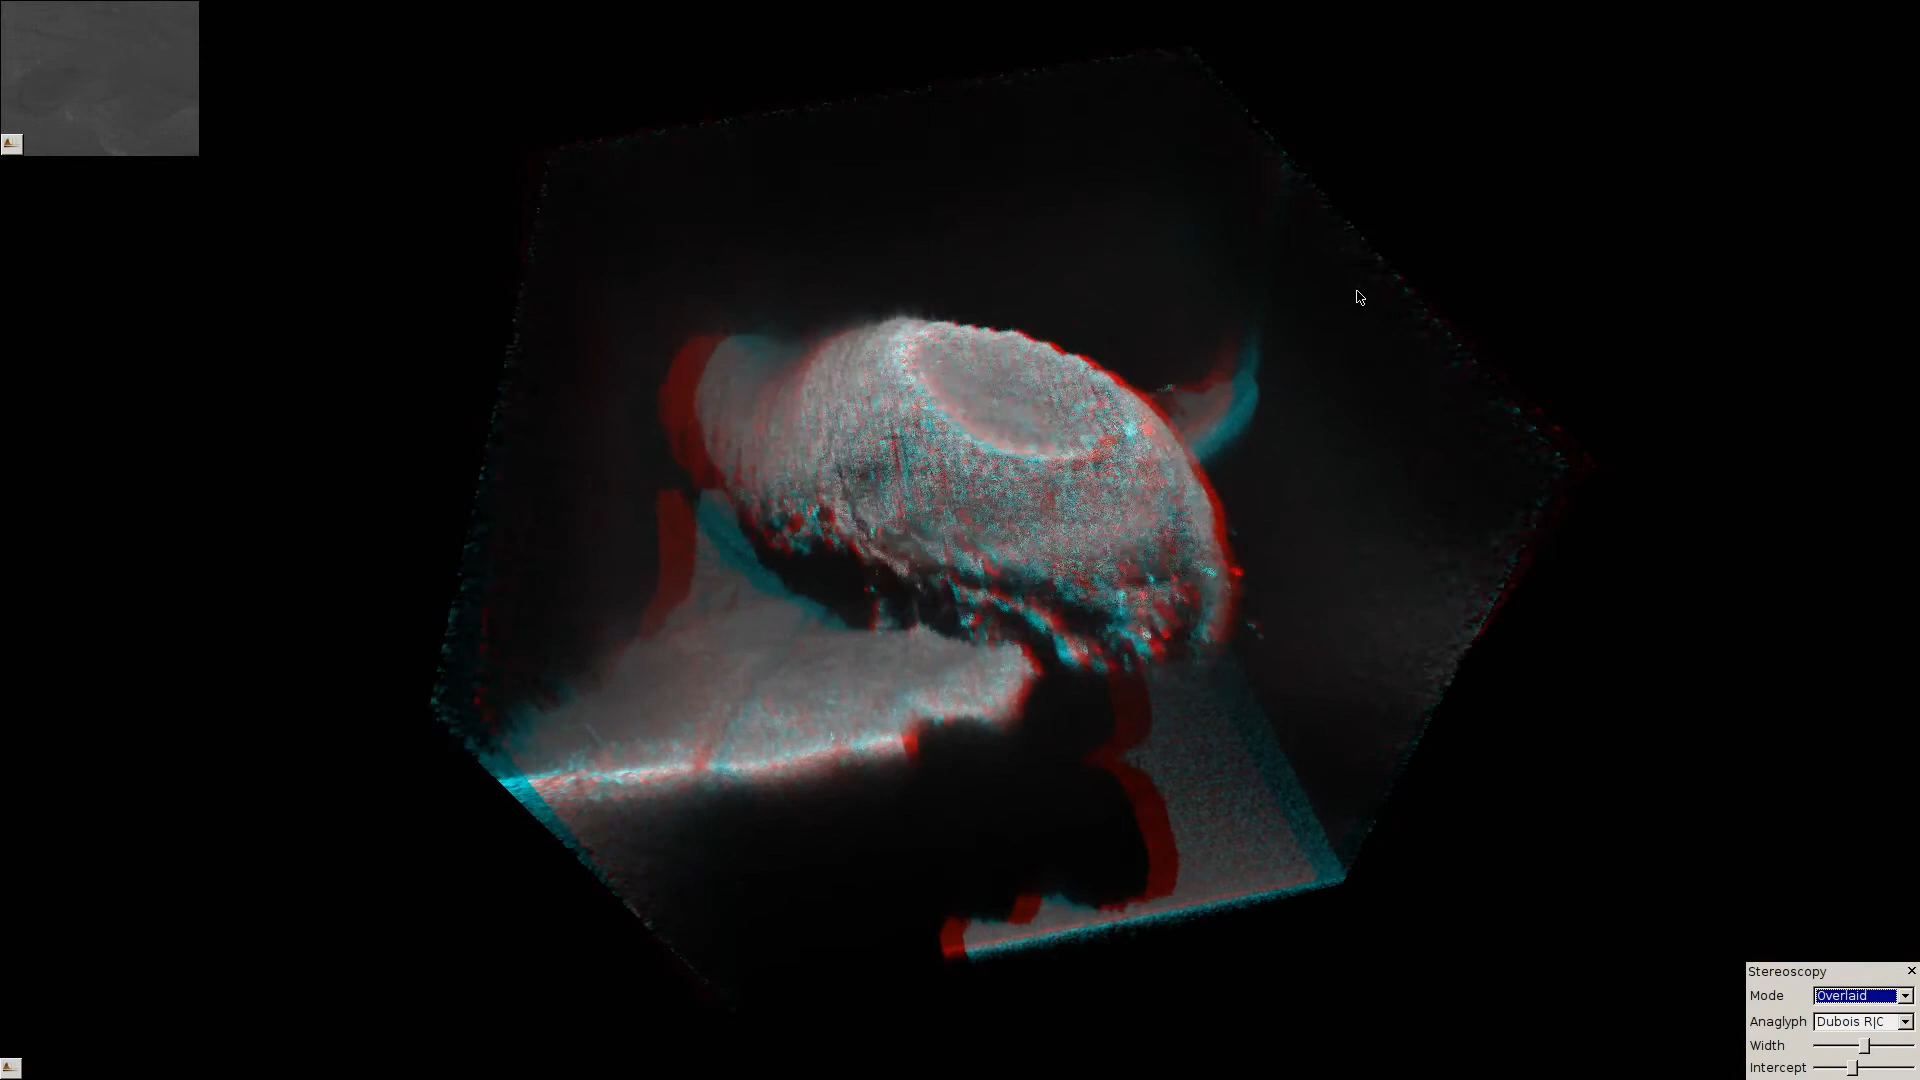 Stereoscopy
Mode Overlaid
Anaglyph Dubois R|C
Width
Intercept